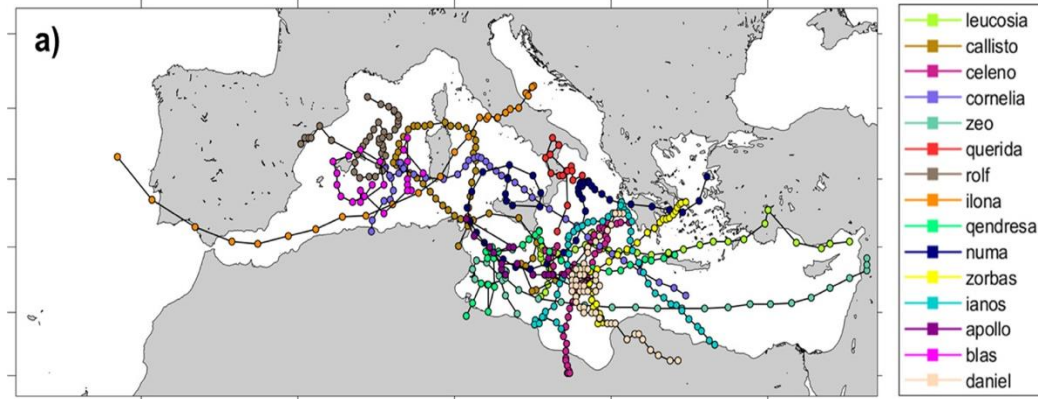 a)
leucosia
callisto
celeno
cornelia
zeo
querida
rolf
ilona
qendresa
numa
zorbas
ianos
apollo
blas
daniel